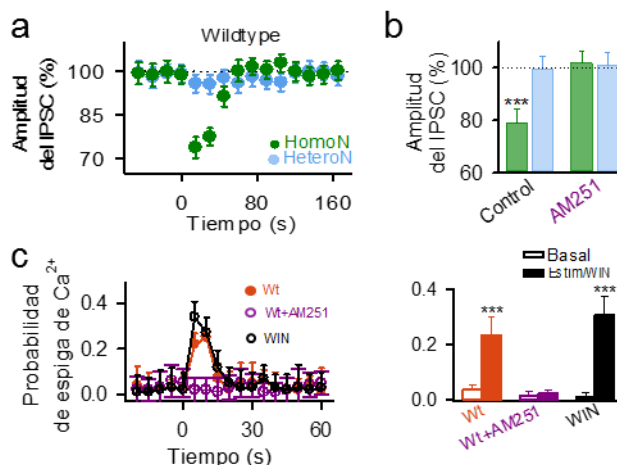 a
Wildtype
Amplitud
del IPSC (%)
100
85
70
HomoN
HeteroN
0
80
160
Tiempo (s)
b
Amplitud
del IPSC (%)
100
80
60
***
Control
AM251
c
Probabilidad
de espiga de Ca2+
0.4
0.2
0.0
Wt
Wt+AM251
WIN
0
30
60
Tiempo (s)
Basal
Estim/WIN
0.4
0.2
0.0
***
***
Wt
Wt+AM251
WIN